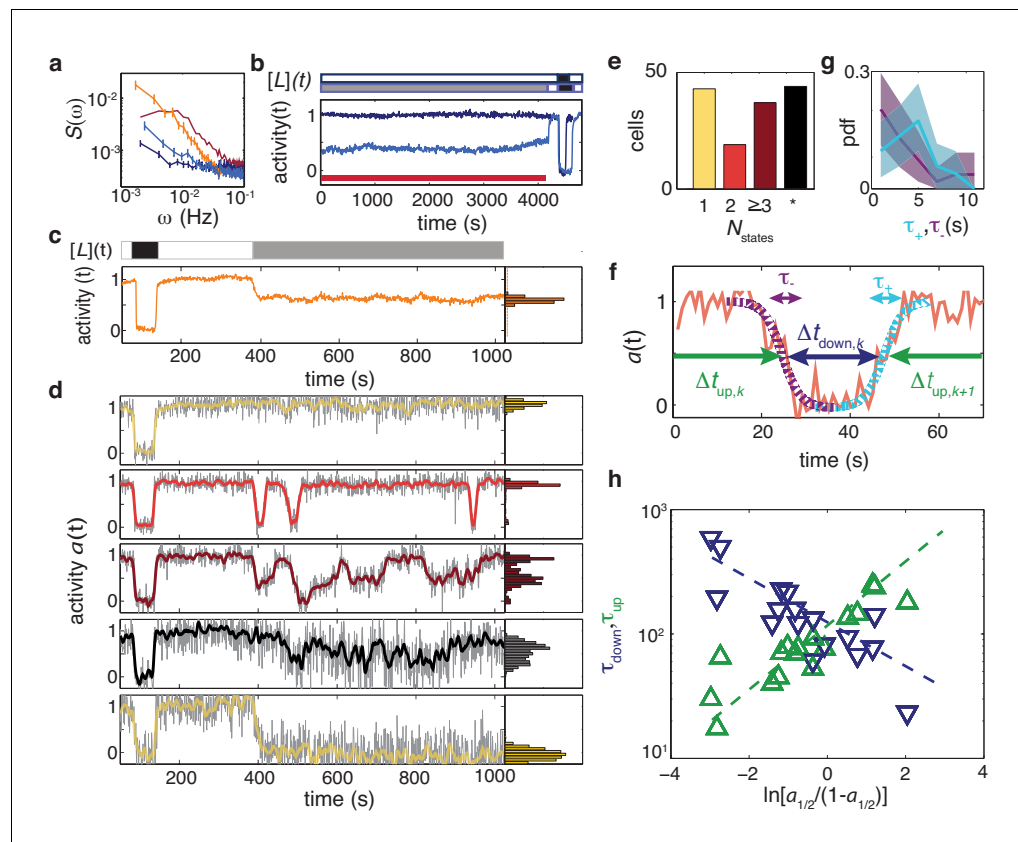 a
S(ω)
10⁻²
10⁻³
10⁻³ 10⁻² 10⁻¹
ω (Hz)
b
[L](t)
activity(t)
1
0
0 1000 2000 3000 4000
time (s)
c
[L](t)
activity (t)
1
0
200 400 600 800 1000
time (s)
d
activity a(t)
1
0
1
0
1
0
1
0
1
0
200 400 600 800 1000
time (s)
e
cells
50
0
1 2 ≥3 *
N_states
g
pdf
0.3
0
0 5 10
τ₊,τ₋(s)
f
a(t)
1
0
τ₋ τ₊
Δt_down,k
Δt_up,k Δt_up,k+1
0 20 40 60
time (s)
h
τ_down,τ_up
10³
10²
10¹
−4 −2 0 2 4
ln[a_1/2/(1-a_1/2)]